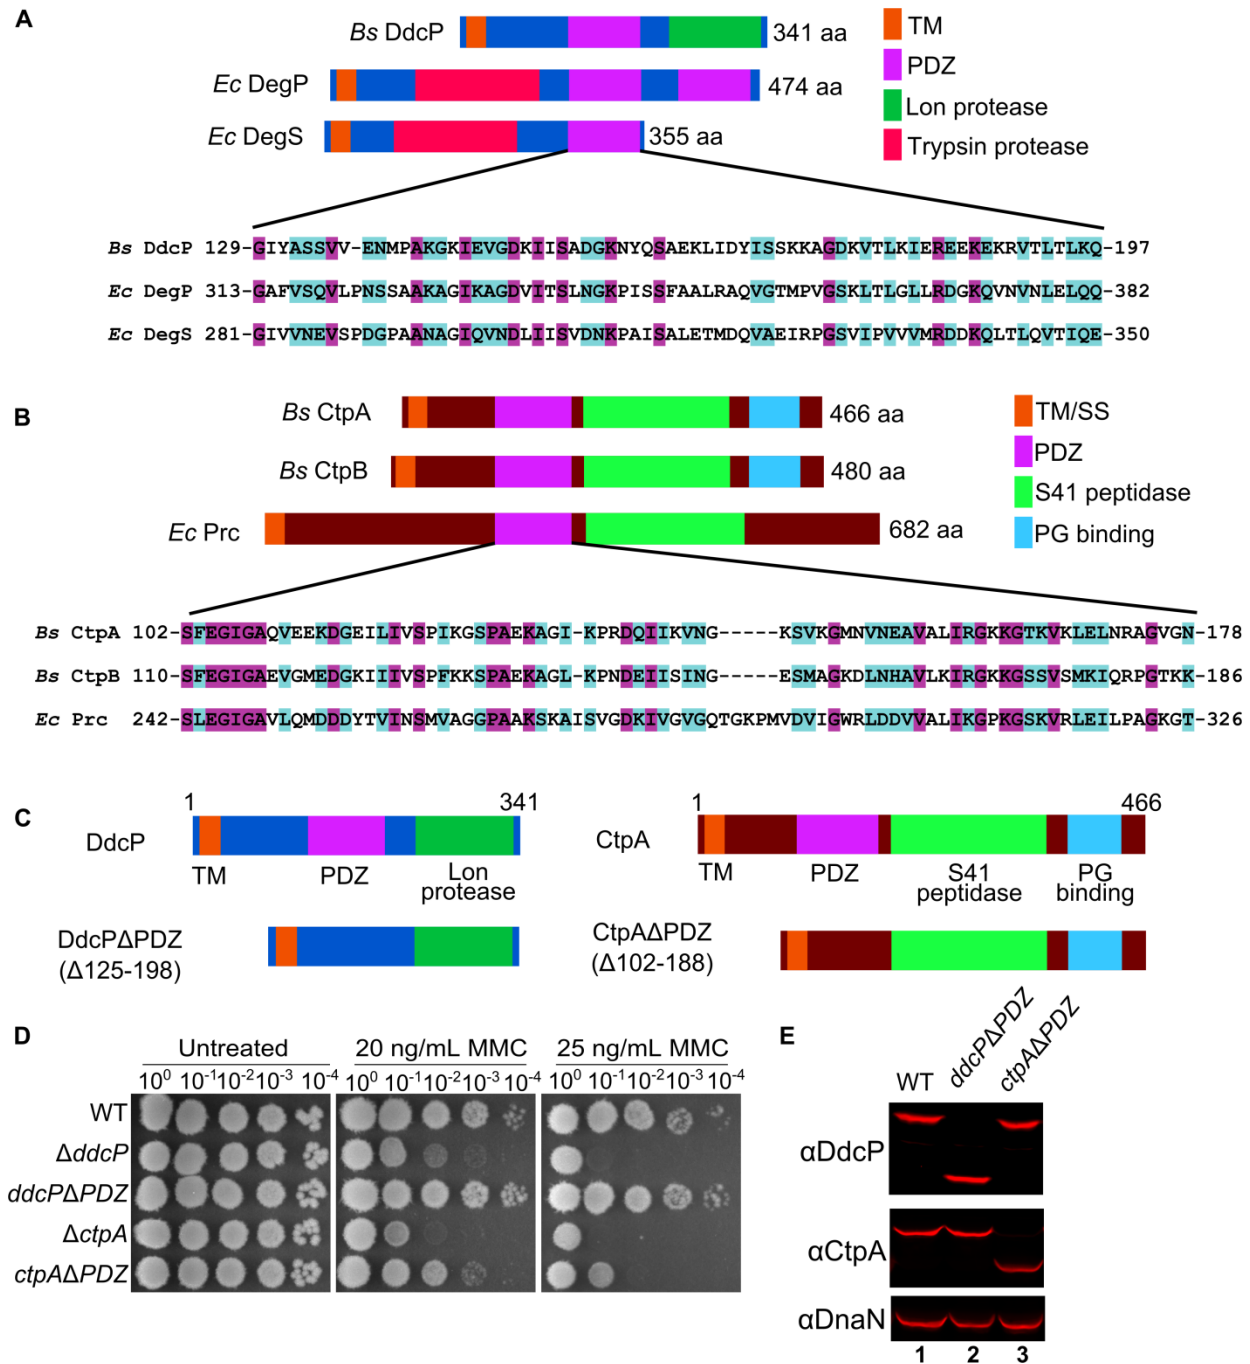 A
Bs DdcP 341 aa
Ec DegP 474 aa
Ec DegS 355 aa
TM
PDZ
Lon protease
Trypsin protease
Bs DdcP 129-GIYASSVV-ENMPAKGKIEVGDKIISADGKNYQSAEKLIDYISSKKAGDKVTLKIEREEKEKRVTLTLKQ-197
Ec DegP 313-GAFVSQVLPNSSAAKAGIKAGDVITSLNGKPISSFAALRAQVGTMPVGSKLTLGLLRDGKQVNVNLELQQ-382
Ec DegS 281-GIVVNEVSPDGPAANAGIQVNDLIISVDNKPAISALETMDQVAEIRPGSVIPVVVMRDDKQLTLQVTIQE-350
B
Bs CtpA 466 aa
Bs CtpB 480 aa
Ec Prc 682 aa
TM/SS
PDZ
S41 peptidase
PG binding
Bs CtpA 102-SFEGIGAQVEEKDGEILIVSPIKGSPAEKAGI-KPRDQIIKVNG-----KSVKGMNVNEAVALIRGKKGTKVKLELNRAGVGN-178
Bs CtpB 110-SFEGIGAEVGMEDGKIIIVSPFKKSPAEKAGL-KPNDEIISING-----ESMAGKDLNHAVLKIRGKKGSSVSMKIQRPGTKK-186
Ec Prc 242-SLEGIGAVLQMDDDYTVINSMVAGGPAAKSKAISVGDKIVGVGQTGKPMVDVIGWRLDDVVALIKGPKGSKVRLEILPAGKGT-326
C
1 341
DdcP
TM PDZ Lon protease
DdcPΔPDZ
(Δ125-198)
1 466
CtpA
TM PDZ S41 peptidase PG binding
CtpAΔPDZ
(Δ102-188)
D
Untreated 20 ng/mL MMC 25 ng/mL MMC
10⁰ 10⁻¹ 10⁻² 10⁻³ 10⁻⁴ 10⁰ 10⁻¹ 10⁻² 10⁻³ 10⁻⁴ 10⁰ 10⁻¹ 10⁻² 10⁻³ 10⁻⁴
WT
ΔddcP
ddcPΔPDZ
ΔctpA
ctpAΔPDZ
E
WT ddcPΔPDZ ctpAΔPDZ
αDdcP
αCtpA
αDnaN
1 2 3